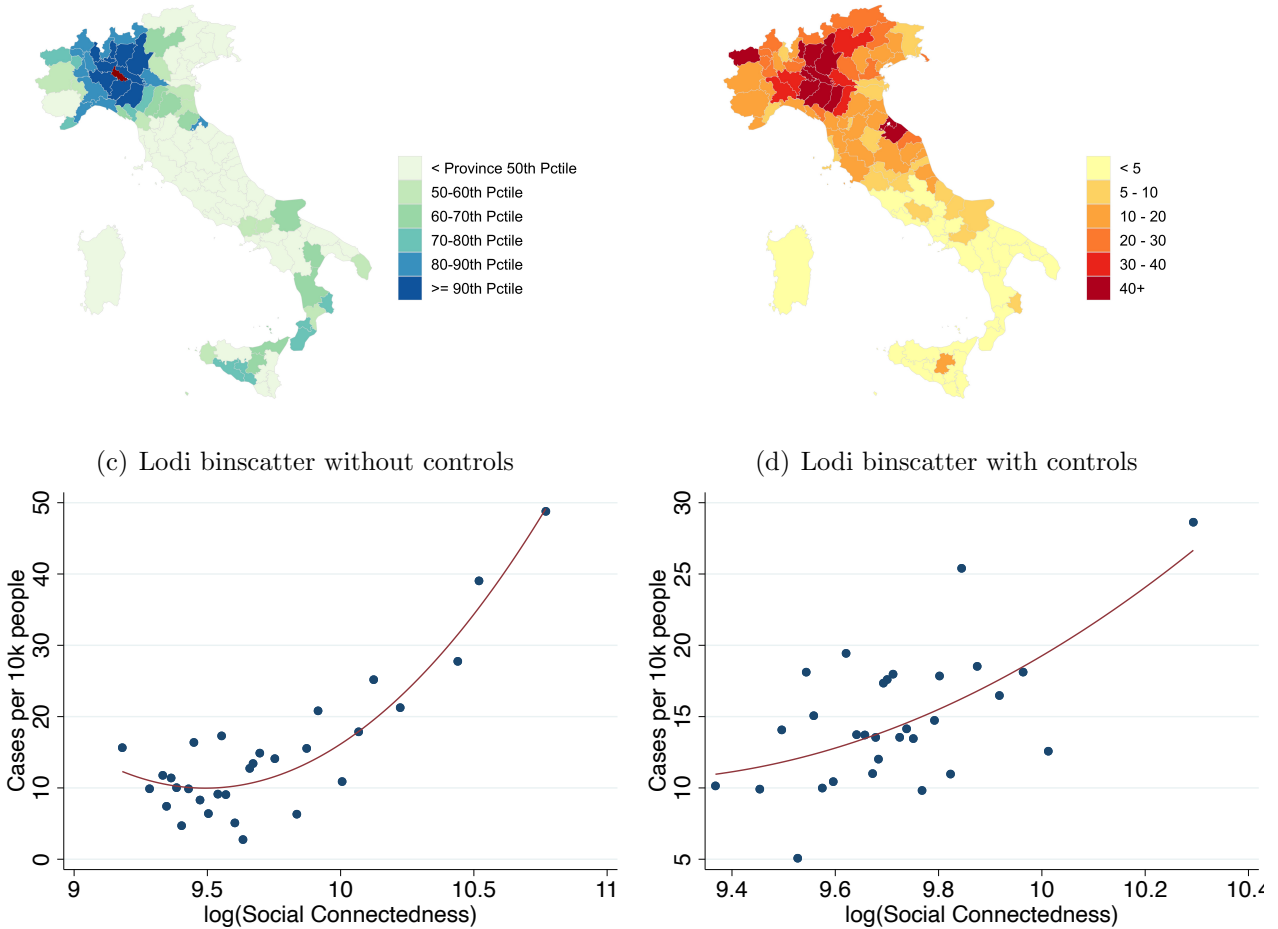 < Province 50th Pctile
50-60th Pctile
60-70th Pctile
70-80th Pctile
80-90th Pctile
>= 90th Pctile
< 5
5 - 10
10 - 20
20 - 30
30 - 40
40+
(c) Lodi binscatter without controls
Cases per 10k people
50
40
30
20
10
0
9
9.5
10
10.5
11
log(Social Connectedness)
(d) Lodi binscatter with controls
Cases per 10k people
30
25
20
15
10
5
9.4
9.6
9.8
10
10.2
10.4
log(Social Connectedness)